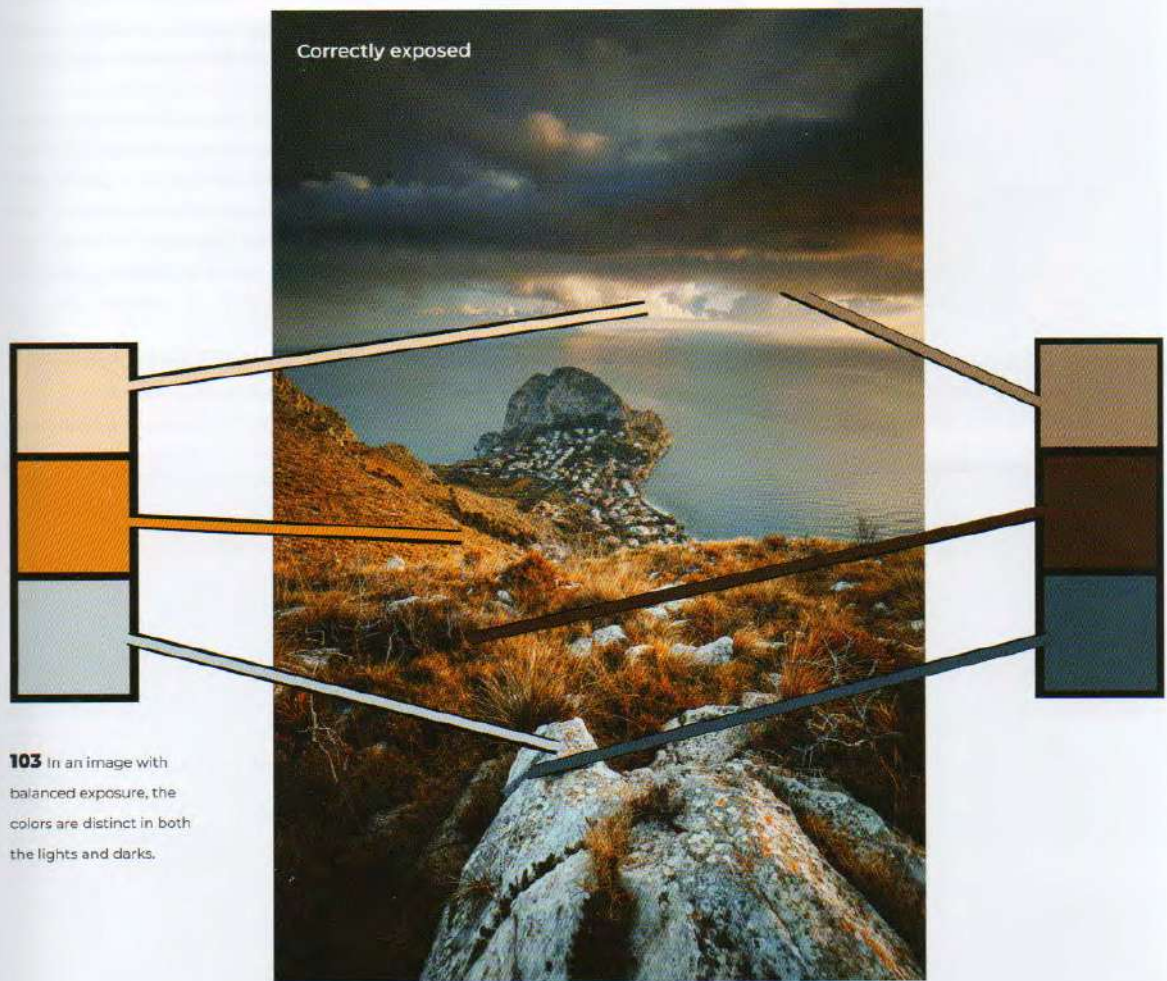 Correctly exposed
103 In an image with
balanced exposure, the
colors are distinct in both
the lights and darks.